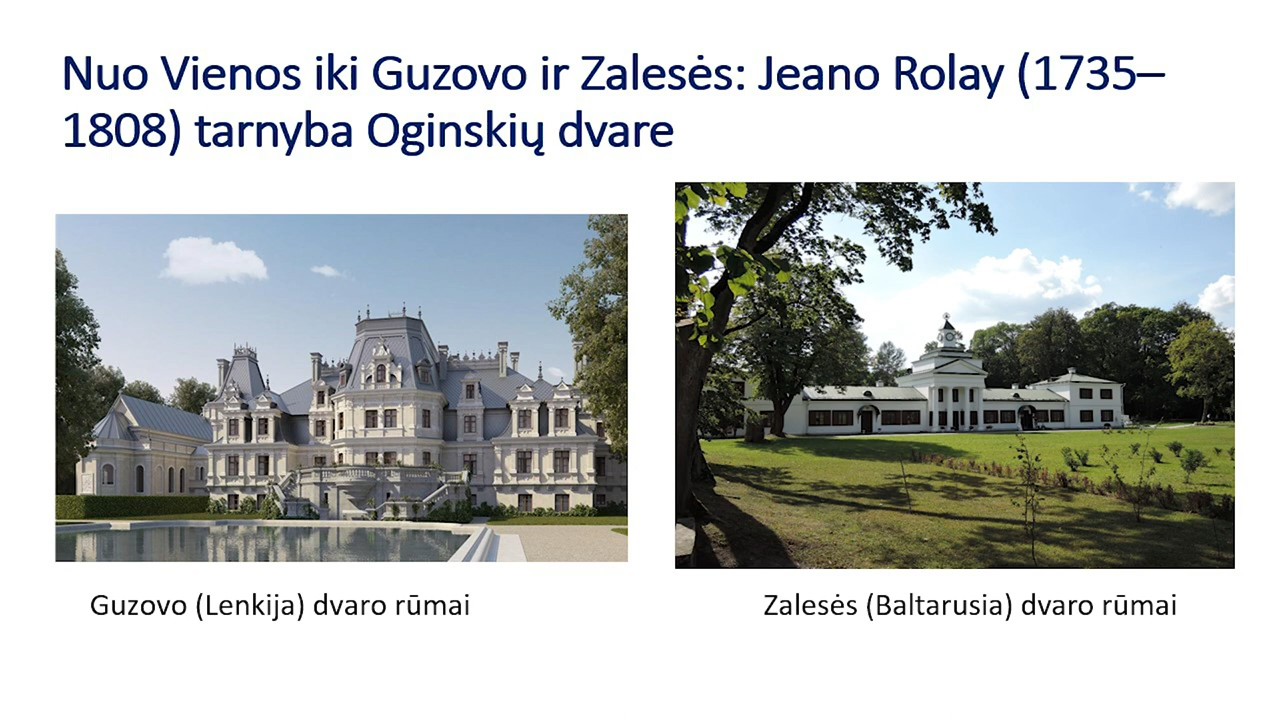 Nuo Vienos iki Guzovo ir Zalesės: Jeano Rolay (1735–
1808) tarnyba Oginskių dvare
Guzovo (Lenkija) dvaro rūmai
Zalesės (Baltarusia) dvaro rūmai